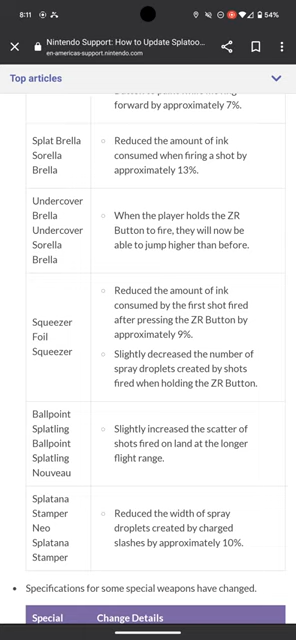 8:11
54%
Nintendo Support: How to Update Splatoo...
en-americas-support.nintendo.com
Top articles
button to paint while moving
forward by approximately 7%.
Splat Brella
Sorella
Brella
Reduced the amount of ink
consumed when firing a shot by
approximately 13%.
Undercover
Brella
Undercover
Sorella
Brella
When the player holds the ZR
Button to fire, they will now be
able to jump higher than before.
Squeezer
Foil
Squeezer
Reduced the amount of ink
consumed by the first shot fired
after pressing the ZR Button by
approximately 9%.
Slightly decreased the number of
spray droplets created by shots
fired when holding the ZR Button.
Ballpoint
Splatling
Ballpoint
Splatling
Nouveau
Slightly increased the scatter of
shots fired on land at the longer
flight range.
Splatana
Stamper
Neo
Splatana
Stamper
Reduced the width of spray
droplets created by charged
slashes by approximately 10%.
Specifications for some special weapons have changed.
Special
Change Details